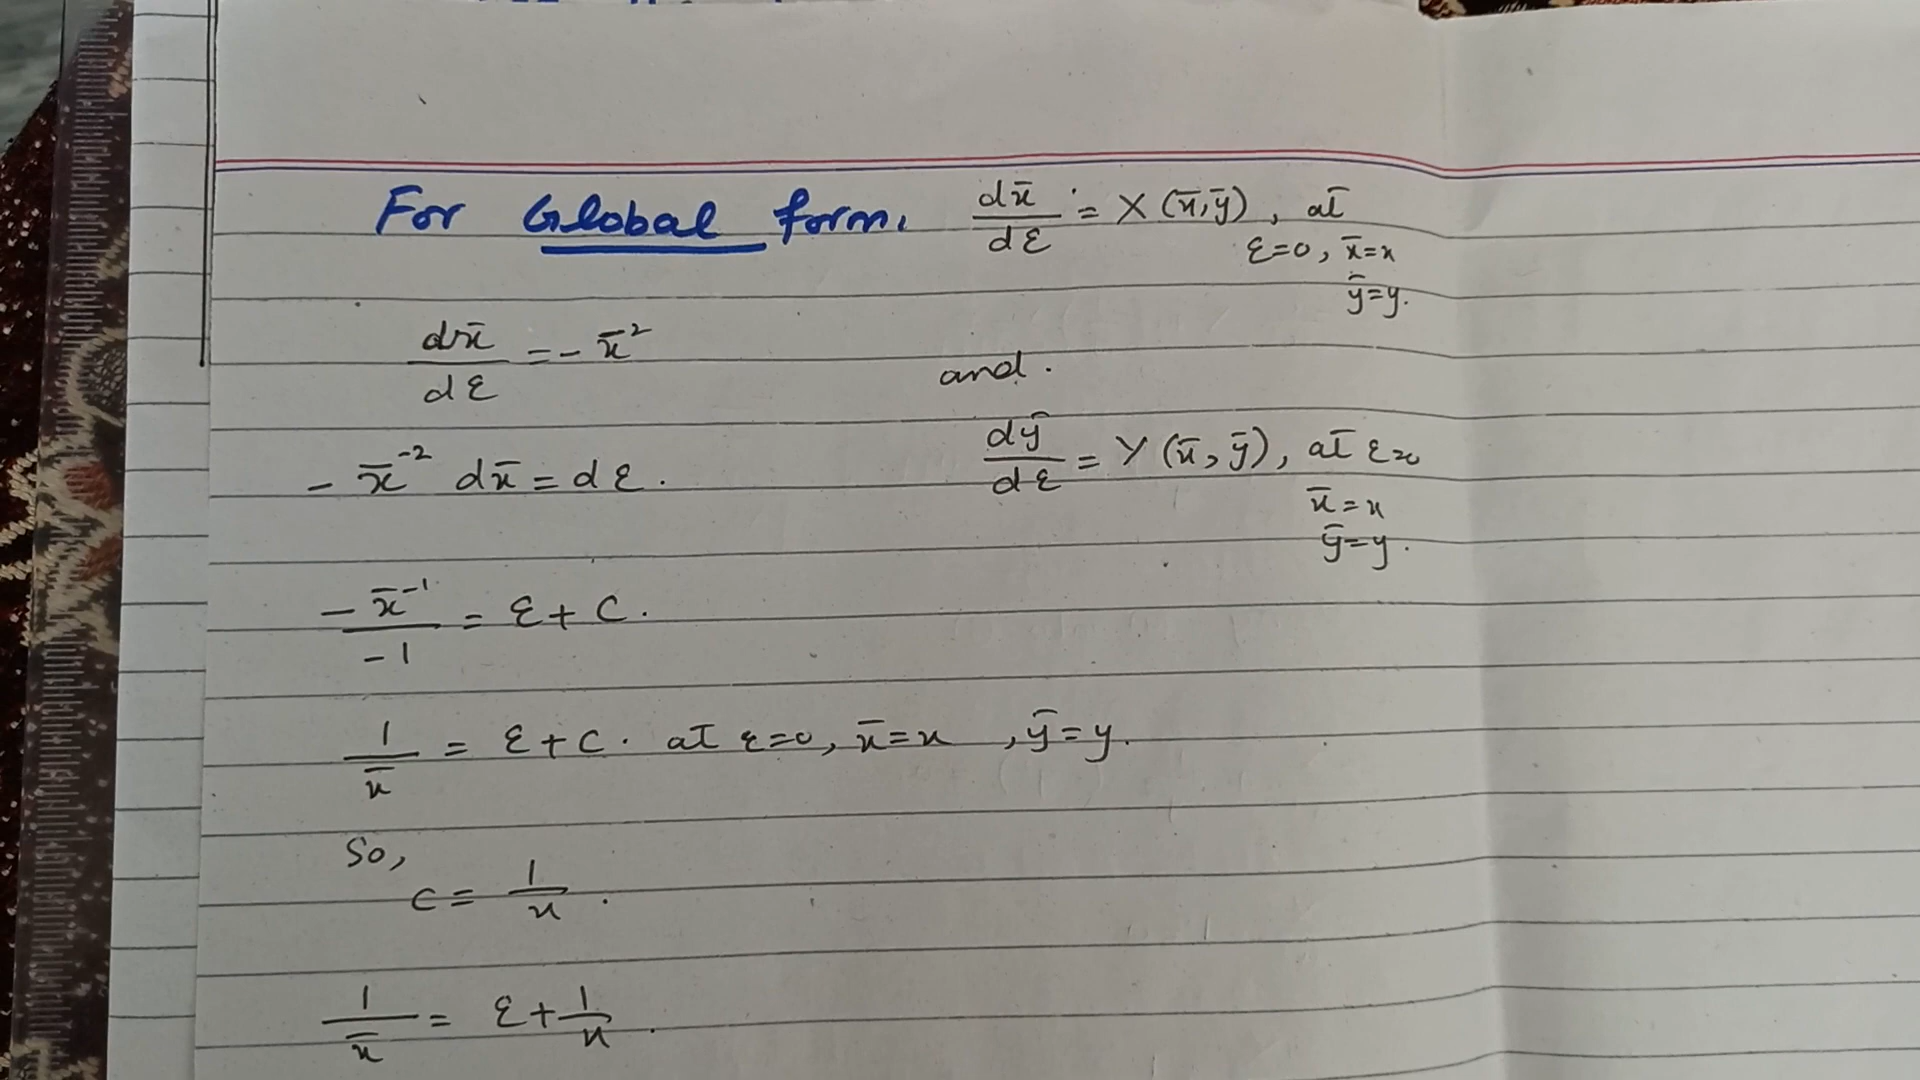 For Global form. dx̄/dε = X(x̄,ȳ), at
ε=0, x̄=x
ȳ=y.
dx̄/dε = - x̄²
and.
- x̄⁻² dx̄ = dε.
dȳ/dε = Y(x̄,ȳ), at ε=0
x̄=x
ȳ=y.
- x̄⁻¹/-1 = ε + C.
1/x̄ = ε+C. at ε=0, x̄=x, ȳ=y.
So,
C = 1/x.
1/x̄ = ε+1/x.